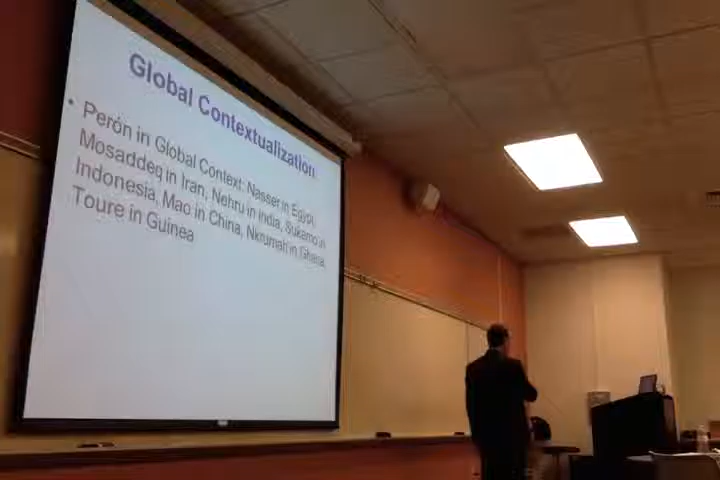 Global Contextualization
• Perón in Global Context: Nasser in Egypt,
Mosaddeq in Iran, Nehru in India, Sukarno in
Indonesia, Mao in China, Nkrumah in Ghana,
Toure in Guinea